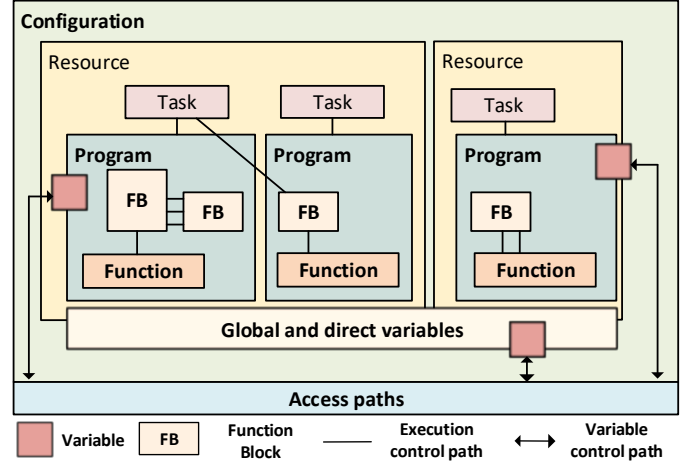 Configuration
Resource
Resource
Task
Task
Task
Program
Program
Program
FB
FB
FB
FB
Function
Function
Function
Global and direct variables
Access paths
Variable
FB
Function
Block
Execution
control path
Variable
control path